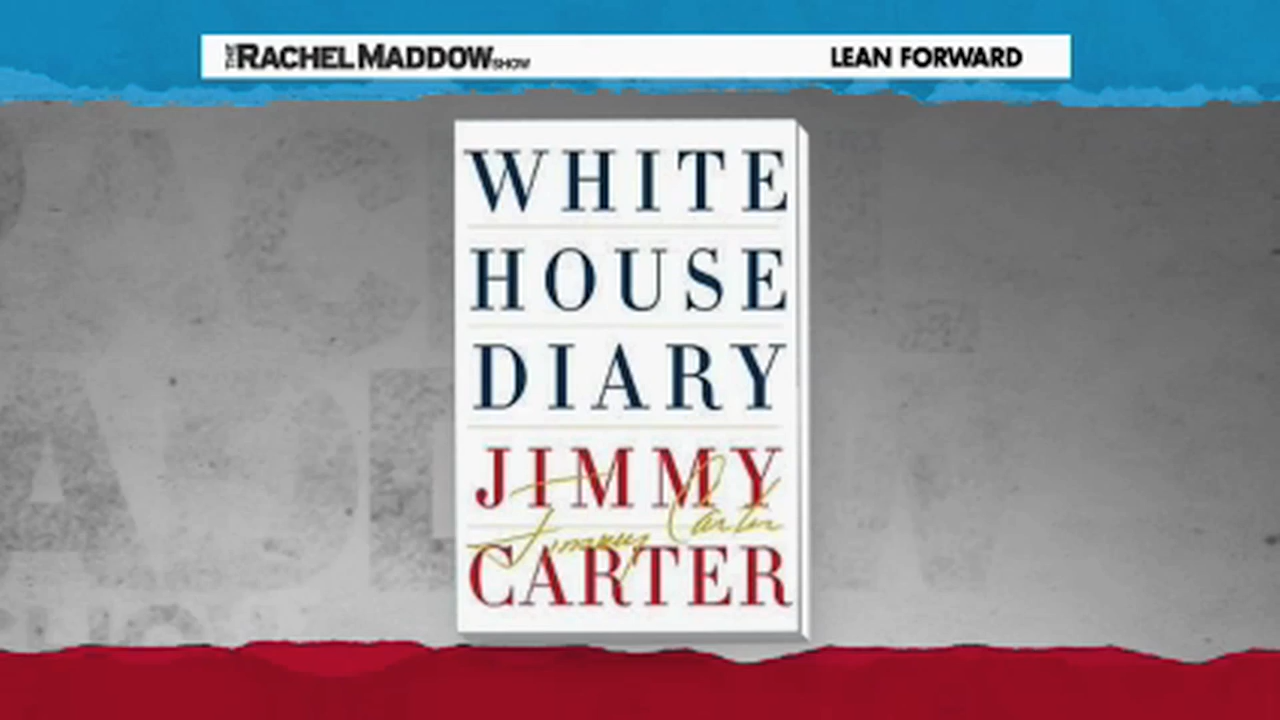 THE RACHEL MADDOW SHOW LEAN FORWARD
WHITE
HOUSE
DIARY
JIMMY
Jimmy Carter
CARTER